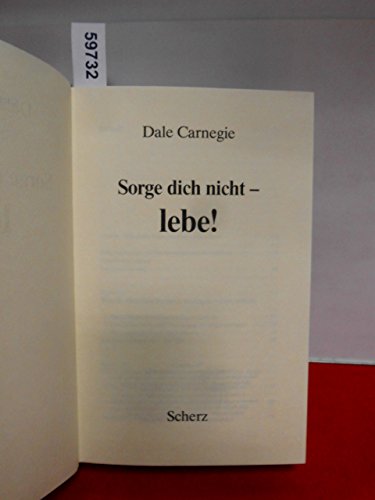 59732
Dale Carnegie
Sorge dich nicht –
lebe!
Scherz